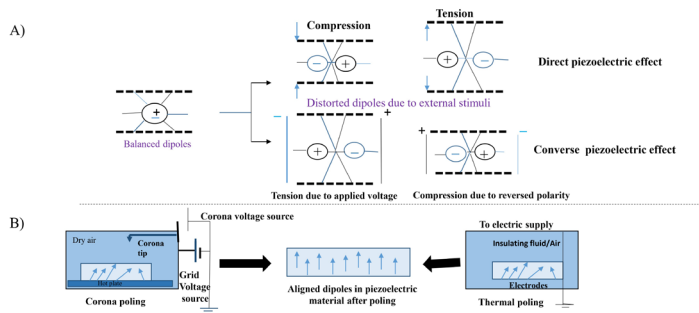 A)
Compression
Tension
− +
+ −
Direct piezoelectric effect
+
−
Balanced dipoles
Distorted dipoles due to external stimuli
− +
+ −
+ −
− +
Converse piezoelectric effect
Tension due to applied voltage
Compression due to reversed polarity
B)
Corona voltage source
To electric supply
Dry air
Corona
tip
Insulating fluid/Air
Grid
Voltage
source
Hot plate
Electrodes
Corona poling
Aligned dipoles in piezoelectric
material after poling
Thermal poling